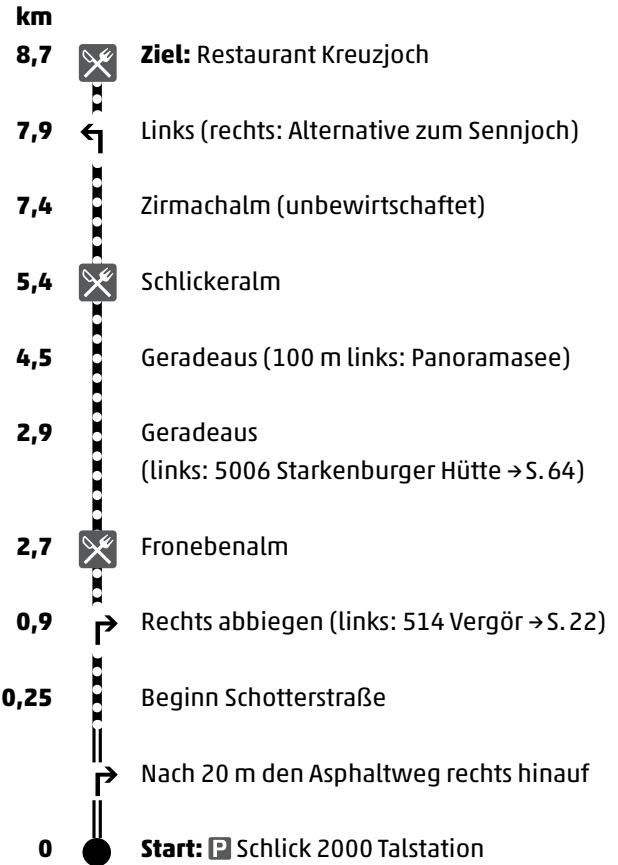 km
8,7 Ziel: Restaurant Kreuzjoch
7,9 Links (rechts: Alternative zum Sennjoch)
7,4 Zirmachalm (unbewirtschaftet)
5,4 Schlickeralm
4,5 Geradeaus (100 m links: Panoramasee)
2,9 Geradeaus
(links: 5006 Starkenburger Hütte → S. 64)
2,7 Fronebenalm
0,9 Rechts abbiegen (links: 514 Vergör → S. 22)
0,25 Beginn Schotterstraße
Nach 20 m den Asphaltweg rechts hinauf
0 Start: P Schlick 2000 Talstation